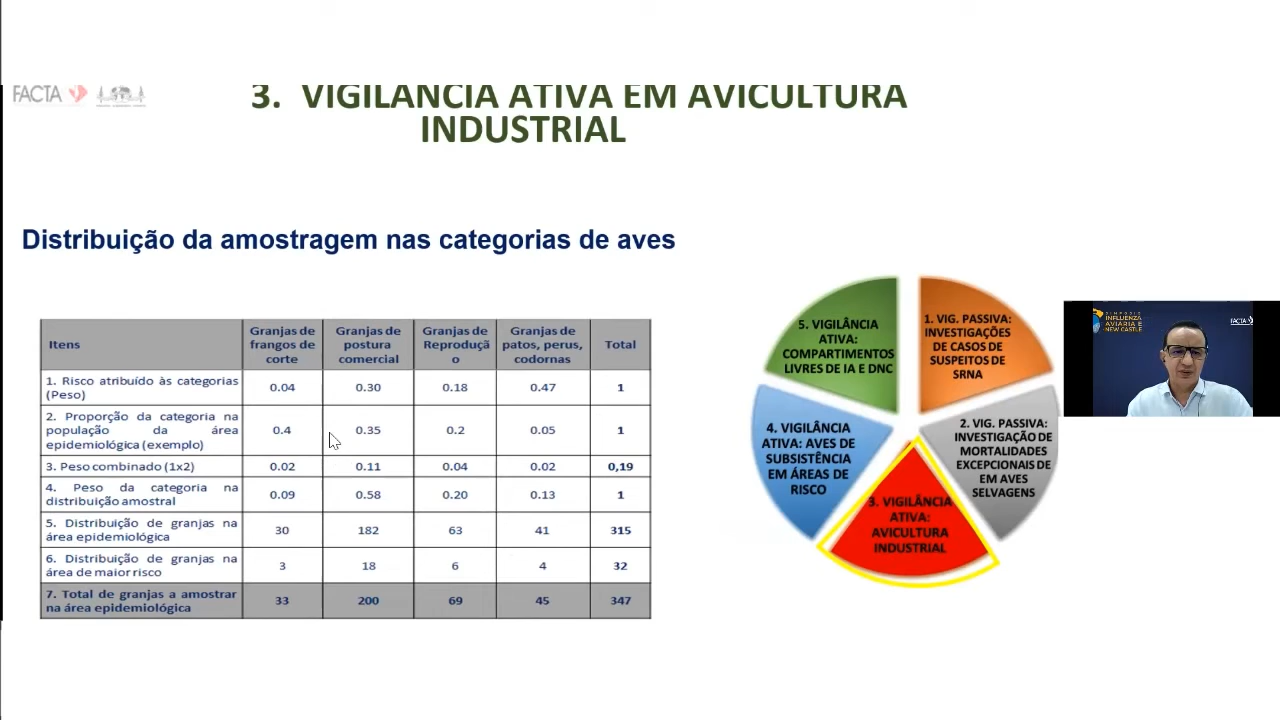 FACTA
3. VIGILÂNCIA ATIVA EM AVICULTURA
INDUSTRIAL
Distribuição da amostragem nas categorias de aves
Itens
Granjas de
frangos de
corte
Granjas de
postura
comercial
Granjas de
Reproduçã
o
Granjas de
patos, perus,
codornas
Total
1. Risco atribuído às categorias
(Peso)
0.04
0.30
0.18
0.47
1
2. Proporção da categoria na
população da área
epidemiológica (exemplo)
0.4
0.35
0.2
0.05
1
3. Peso combinado (1x2)
0.02
0.11
0.04
0.02
0,19
4. Peso da categoria na
distribuição amostral
0.09
0.58
0.20
0.13
1
5. Distribuição de granjas na
área epidemiológica
30
182
63
41
315
6. Distribuição de granjas na
área de maior risco
3
18
6
4
32
7. Total de granjas a amostrar
na área epidemiológica
33
200
69
45
347
5. VIGILÂNCIA
ATIVA:
COMPARTIMENTOS
LIVRES DE IA E DNC
1. VIG. PASSIVA:
INVESTIGAÇÕES
DE CASOS DE
SUSPEITOS DE
SRNA
4. VIGILÂNCIA
ATIVA: AVES DE
SUBSISTÊNCIA
EM ÁREAS DE
RISCO
2. VIG. PASSIVA:
INVESTIGAÇÃO DE
MORTALIDADES
EXCEPCIONAIS DE
EM AVES
SELVAGENS
3. VIGILÂNCIA
ATIVA:
AVICULTURA
INDUSTRIAL
SIMPÓSIO
INFLUENZA
AVIÁRIA E
NEW CASTLE
FACTA